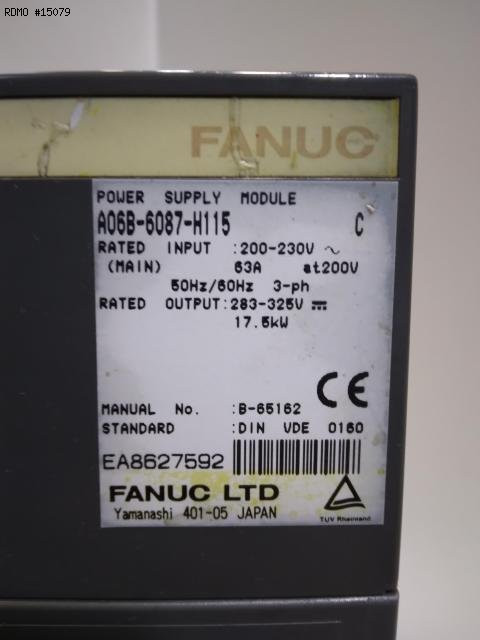 RDMO #15079
FANUC
POWER SUPPLY MODULE
A06B-6087-H115 C
RATED INPUT :200-230V ~
(MAIN) 63A at200V
50Hz/60Hz 3-ph
RATED OUTPUT:283-325V ⎓
17.5kW
CE
MANUAL No. :B-65162
STANDARD :DIN VDE 0160
EA8627592
FANUC LTD
Yamanashi 401-05 JAPAN
TUV Rheinland